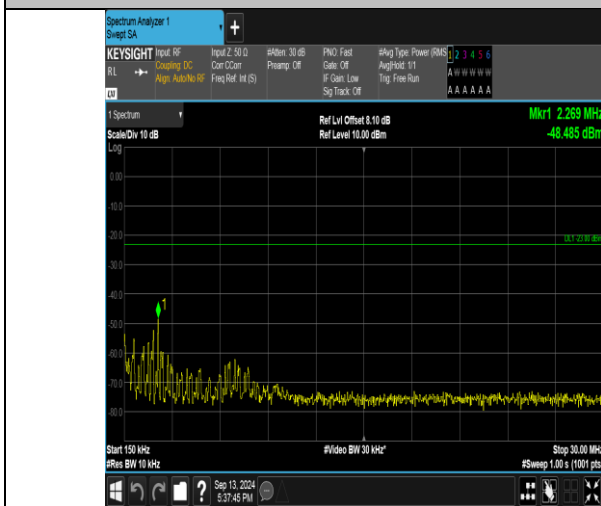 Spectrum Analyzer 1
Swept SA
+
KEYSIGHT
RL
Input: RF
Coupling: DC
Align: Auto/No RF
Input Z: 50 Ω
Corr CCorr
Freq Ref: Int (S)
#Atten: 30 dB
Preamp: Off
PNO: Fast
Gate: Off
IF Gain: Low
Sig Track: Off
#Avg Type: Power (RMS
Avg|Hold: 1/1
Trig: Free Run
1 2 3 4 5 6
A W W W W W
A A A A A A
1 Spectrum
Scale/Div 10 dB
Log
Ref Lvl Offset 8.10 dB
Ref Level 10.00 dBm
Mkr1 2.269 MHz
-48.485 dBm
0.00
-10.0
-20.0
DL1 -23.00 dBm
-30.0
-40.0
1
-50.0
-60.0
-70.0
-80.0
Start 150 kHz
#Res BW 10 kHz
#Video BW 30 kHz*
Stop 30.00 MHz
#Sweep 1.00 s (1001 pts
?
Sep 13, 2024
5:37:45 PM